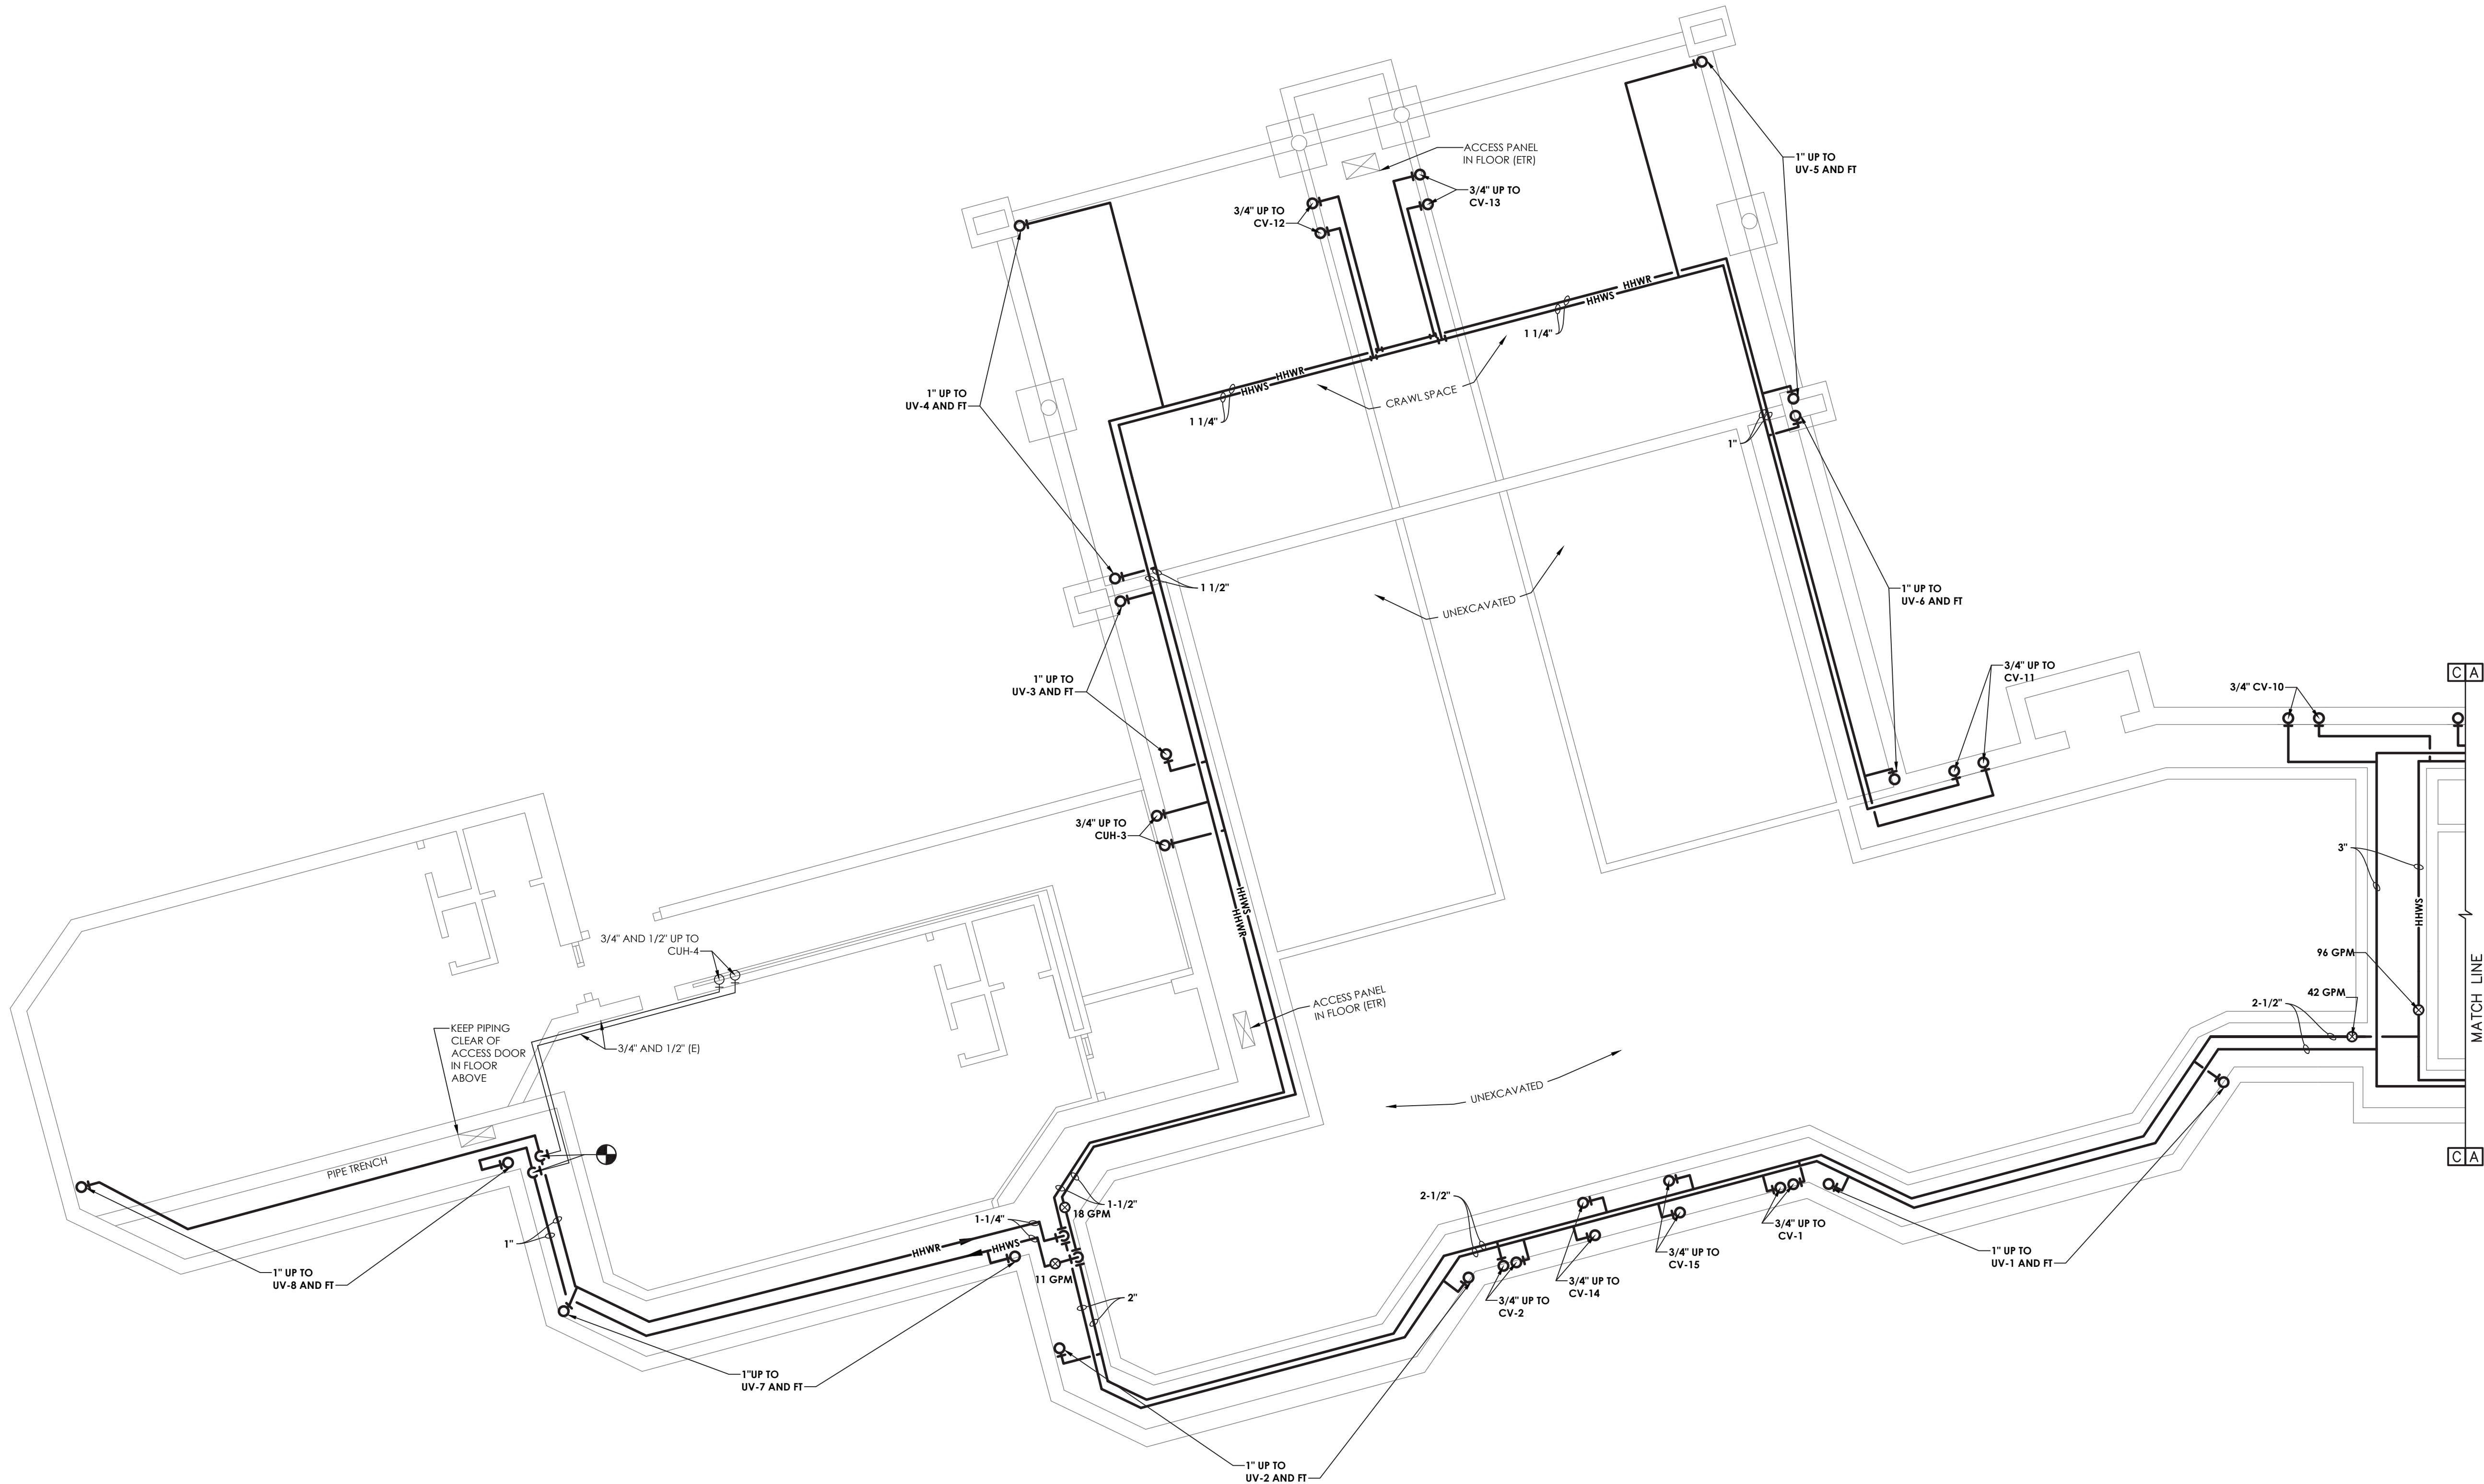 ACCESS PANEL
IN FLOOR (ETR)
1" UP TO
UV-5 AND FT
3/4" UP TO
CV-13
3/4" UP TO
CV-12
HHWR
HHWS
1 1/4"
HHWR
HHWS
1 1/4"
CRAWL SPACE
1" UP TO
UV-4 AND FT
1"
1 1/2"
UNEXCAVATED
1" UP TO
UV-6 AND FT
1" UP TO
UV-3 AND FT
3/4" UP TO
CV-11
3/4" CV-10
C A
3/4" UP TO
CUH-3
3"
HHWS
HHWR
HHWS
3/4" AND 1/2" UP TO
CUH-4
96 GPM
42 GPM
2-1/2"
MATCH LINE
ACCESS PANEL
IN FLOOR (ETR)
KEEP PIPING
CLEAR OF
ACCESS DOOR
IN FLOOR
ABOVE
3/4" AND 1/2" (E)
UNEXCAVATED
C A
PIPE TRENCH
1-1/2"
18 GPM
1-1/4"
2-1/2"
3/4" UP TO
CV-1
1"
HHWR
HHWS
3/4" UP TO
CV-15
1" UP TO
UV-1 AND FT
1" UP TO
UV-8 AND FT
11 GPM
3/4" UP TO
CV-14
2"
3/4" UP TO
CV-2
1"UP TO
UV-7 AND FT
1" UP TO
UV-2 AND FT